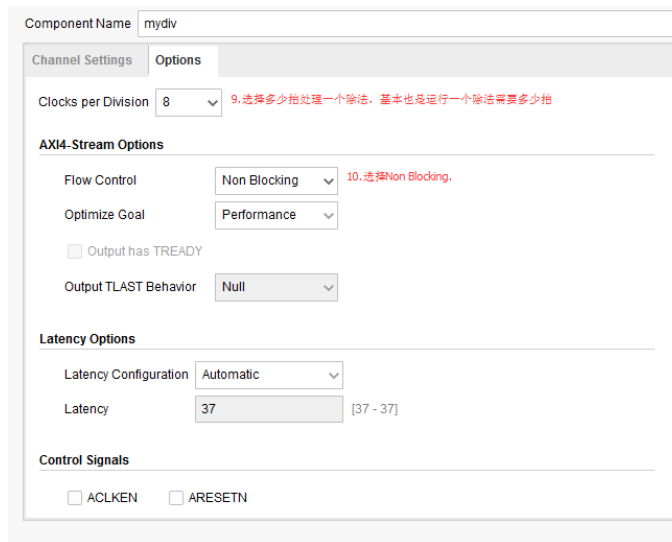 Component Name mydiv
Channel Settings Options
Clocks per Division 8 9.选择多少拍处理一个除法，基本也是运行一个除法需要多少拍
AXI4-Stream Options
Flow Control Non Blocking 10.选择Non Blocking.
Optimize Goal Performance
Output has TREADY
Output TLAST Behavior Null
Latency Options
Latency Configuration Automatic
Latency 37 [37 - 37]
Control Signals
ACLKEN ARESETN